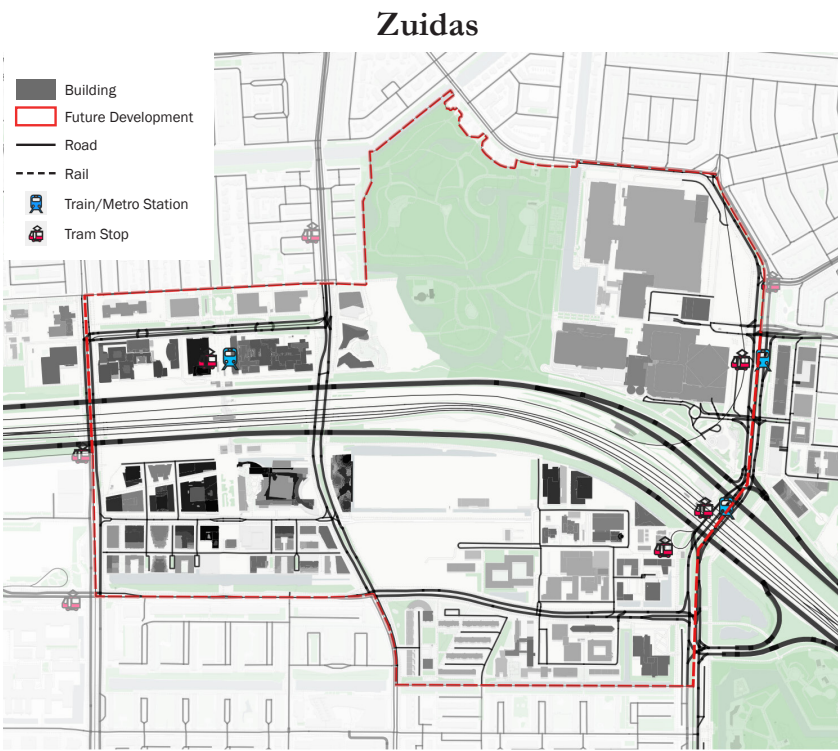 Zuidas
Building
Future Development
Road
Rail
Train/Metro Station
Tram Stop